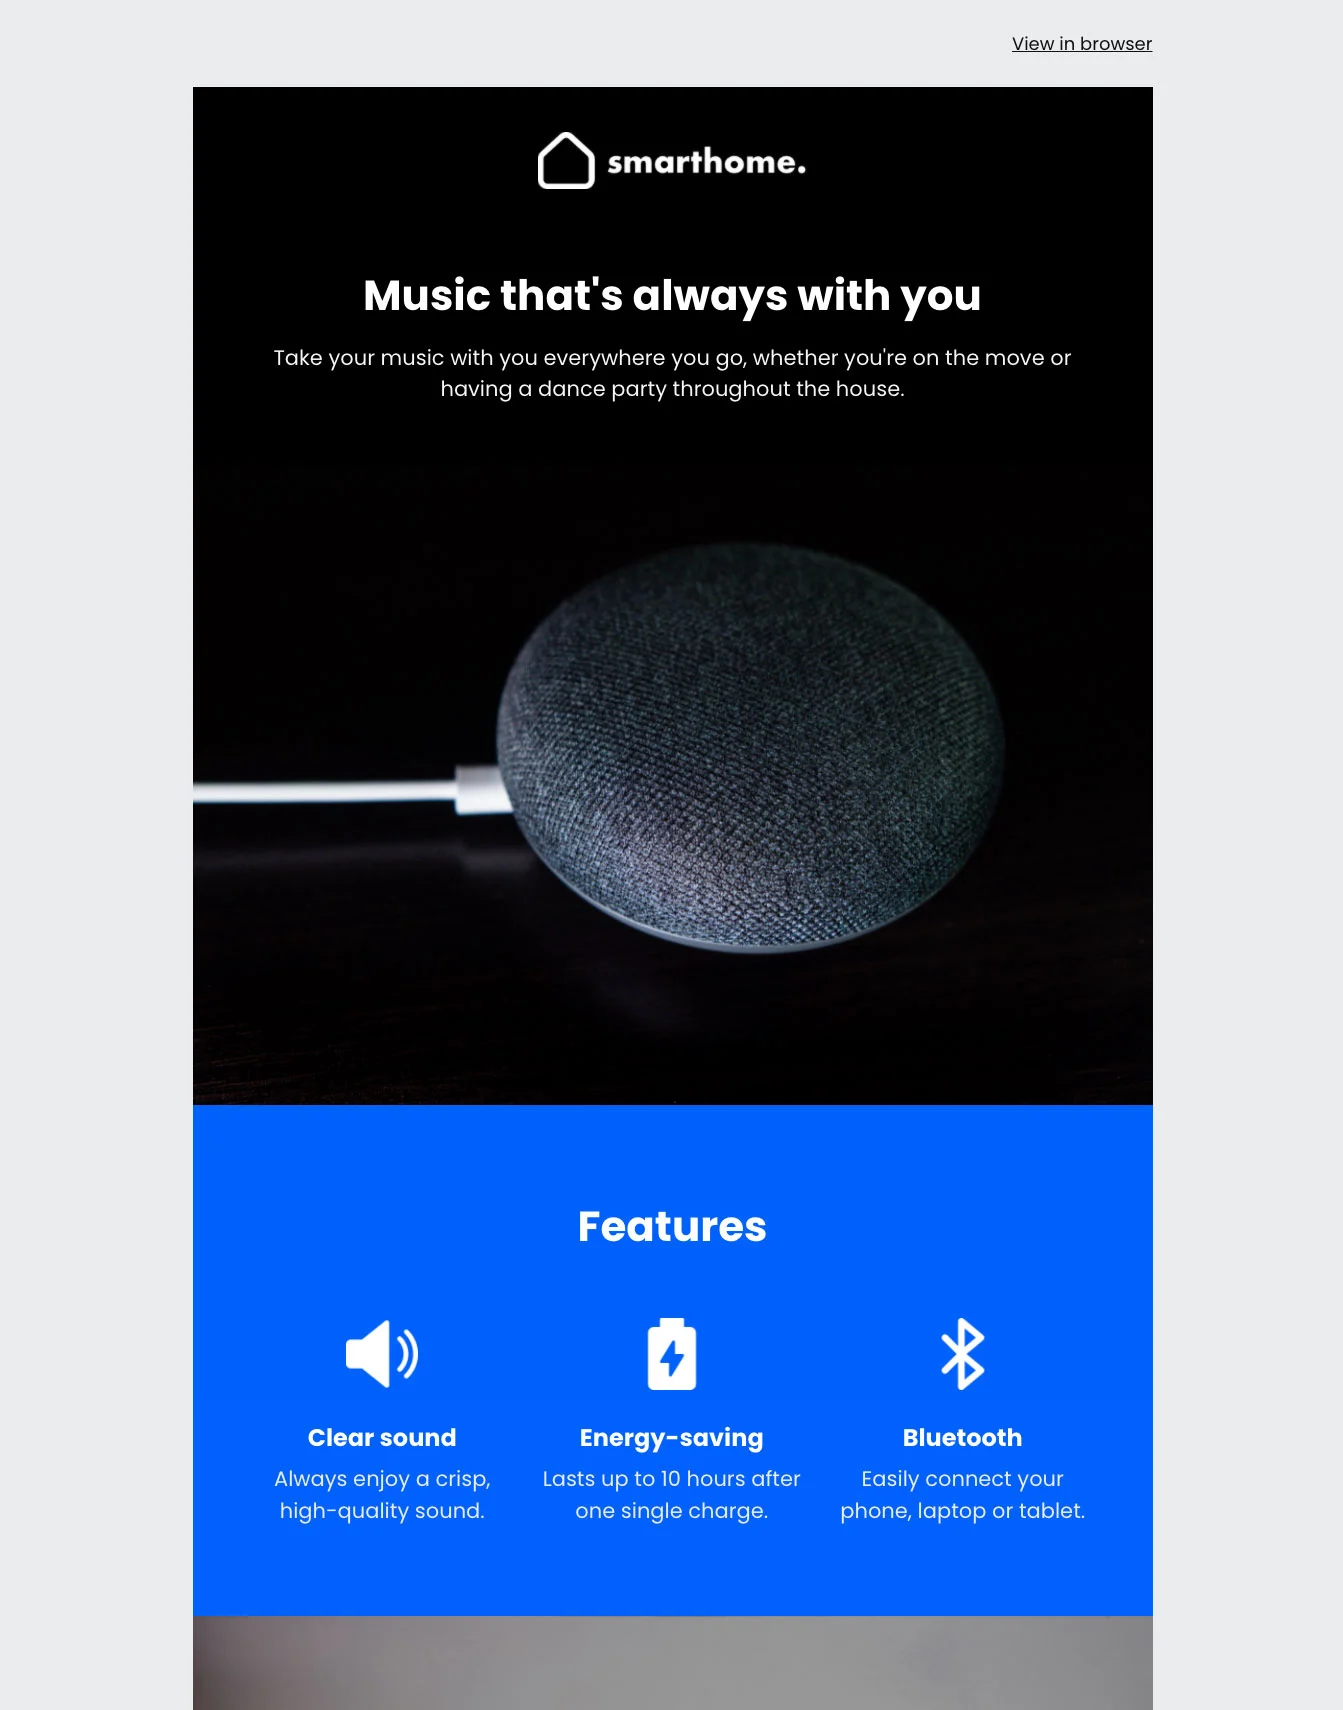 View in browser
smarthome.
Music that's always with you
Take your music with you everywhere you go, whether you're on the move or
having a dance party throughout the house.
Features
Clear sound
Always enjoy a crisp,
high-quality sound.
Energy-saving
Lasts up to 10 hours after
one single charge.
Bluetooth
Easily connect your
phone, laptop or tablet.